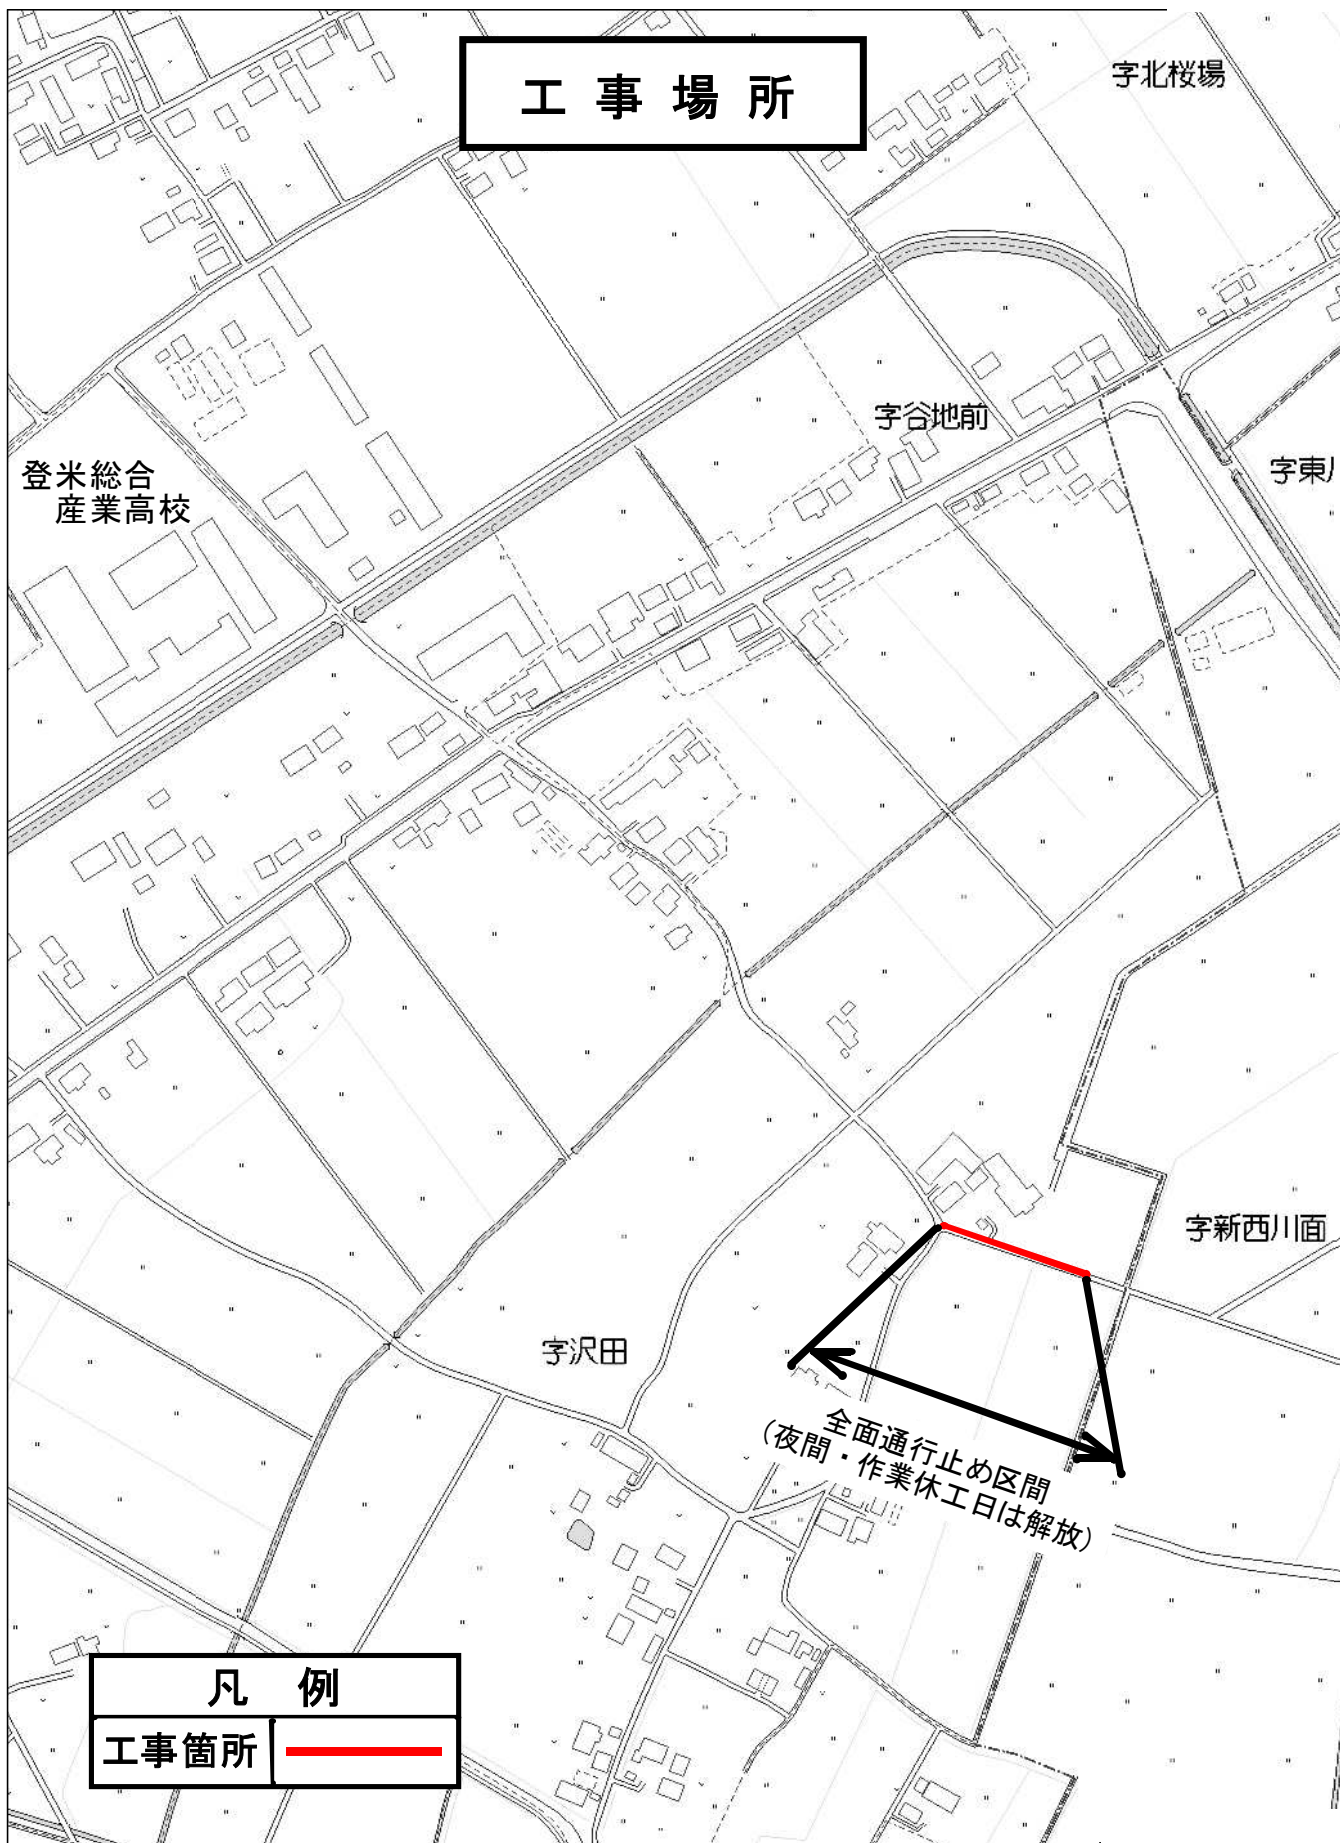 工事場所
字北桜場
字谷地前
登米総合
産業高校
字東川
字新西川面
字沢田
全面通行止め区間
(夜間・作業休工日は解放)
凡例
工事箇所